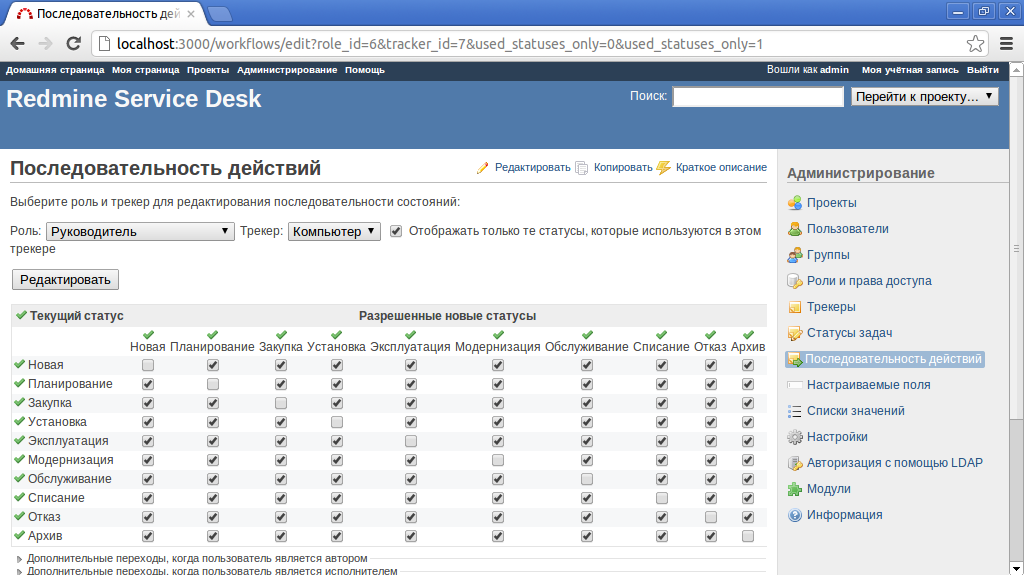 Последовательность дей
localhost:3000/workflows/edit?role_id=6&tracker_id=7&used_statuses_only=0&used_statuses_only=1
Домашняя страница Моя страница Проекты Администрирование Помощь
Вошли как admin Моя учётная запись Выйти
Redmine Service Desk
Поиск: Перейти к проекту...
Последовательность действий
Редактировать Копировать Краткое описание
Выберите роль и трекер для редактирования последовательности состояний:
Роль: Руководитель Трекер: Компьютер Отображать только те статусы, которые используются в этом
трекере
Редактировать
Текущий статус Разрешенные новые статусы
Новая Планирование Закупка Установка Эксплуатация Модернизация Обслуживание Списание Отказ Архив
Новая
Планирование
Закупка
Установка
Эксплуатация
Модернизация
Обслуживание
Списание
Отказ
Архив
Дополнительные переходы, когда пользователь является автором
Дополнительные переходы, когда пользователь является исполнителем
Администрирование
Проекты
Пользователи
Группы
Роли и права доступа
Трекеры
Статусы задач
Последовательность действий
Настраиваемые поля
Списки значений
Настройки
Авторизация с помощью LDAP
Модули
Информация